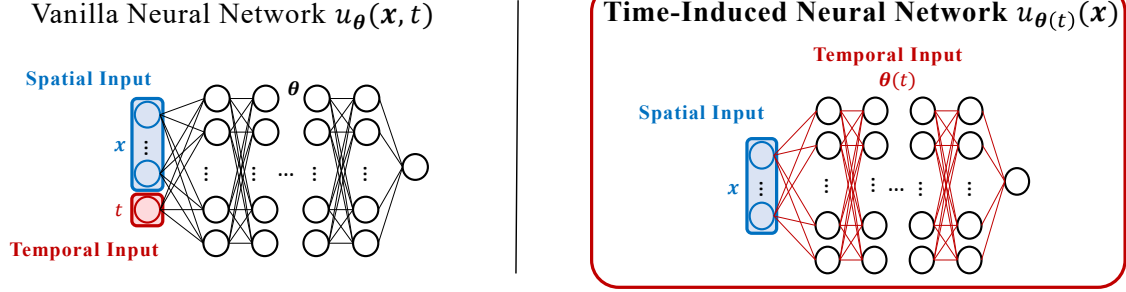 Vanilla Neural Network u_θ(x, t)
Spatial Input
θ
x
...
...
...
...
...
...
t
Temporal Input
Time-Induced Neural Network u_θ(t)(x)
Temporal Input
θ(t)
Spatial Input
x
...
...
...
...
...
...